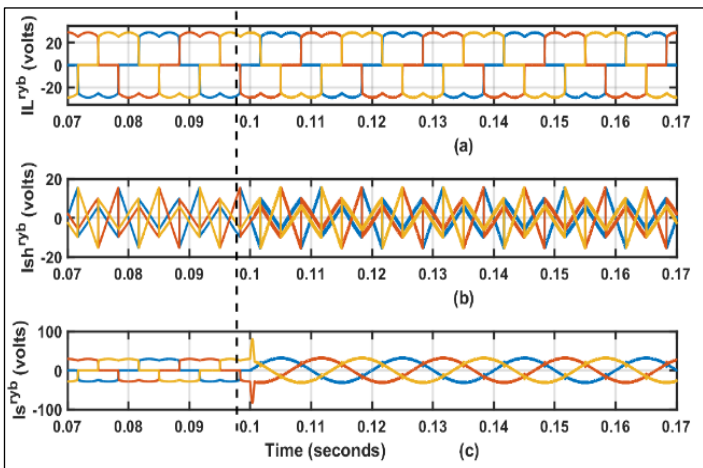 IL^ryb (volts)
20
0
-20
0.07 0.08 0.09 0.1 0.11 0.12 0.13 0.14 0.15 0.16 0.17
(a)
Ish^ryb (volts)
20
0
-20
0.07 0.08 0.09 0.1 0.11 0.12 0.13 0.14 0.15 0.16 0.17
(b)
Is^ryb (volts)
100
0
-100
0.07 0.08 0.09 0.1 0.11 0.12 0.13 0.14 0.15 0.16 0.17
Time (seconds) (c)